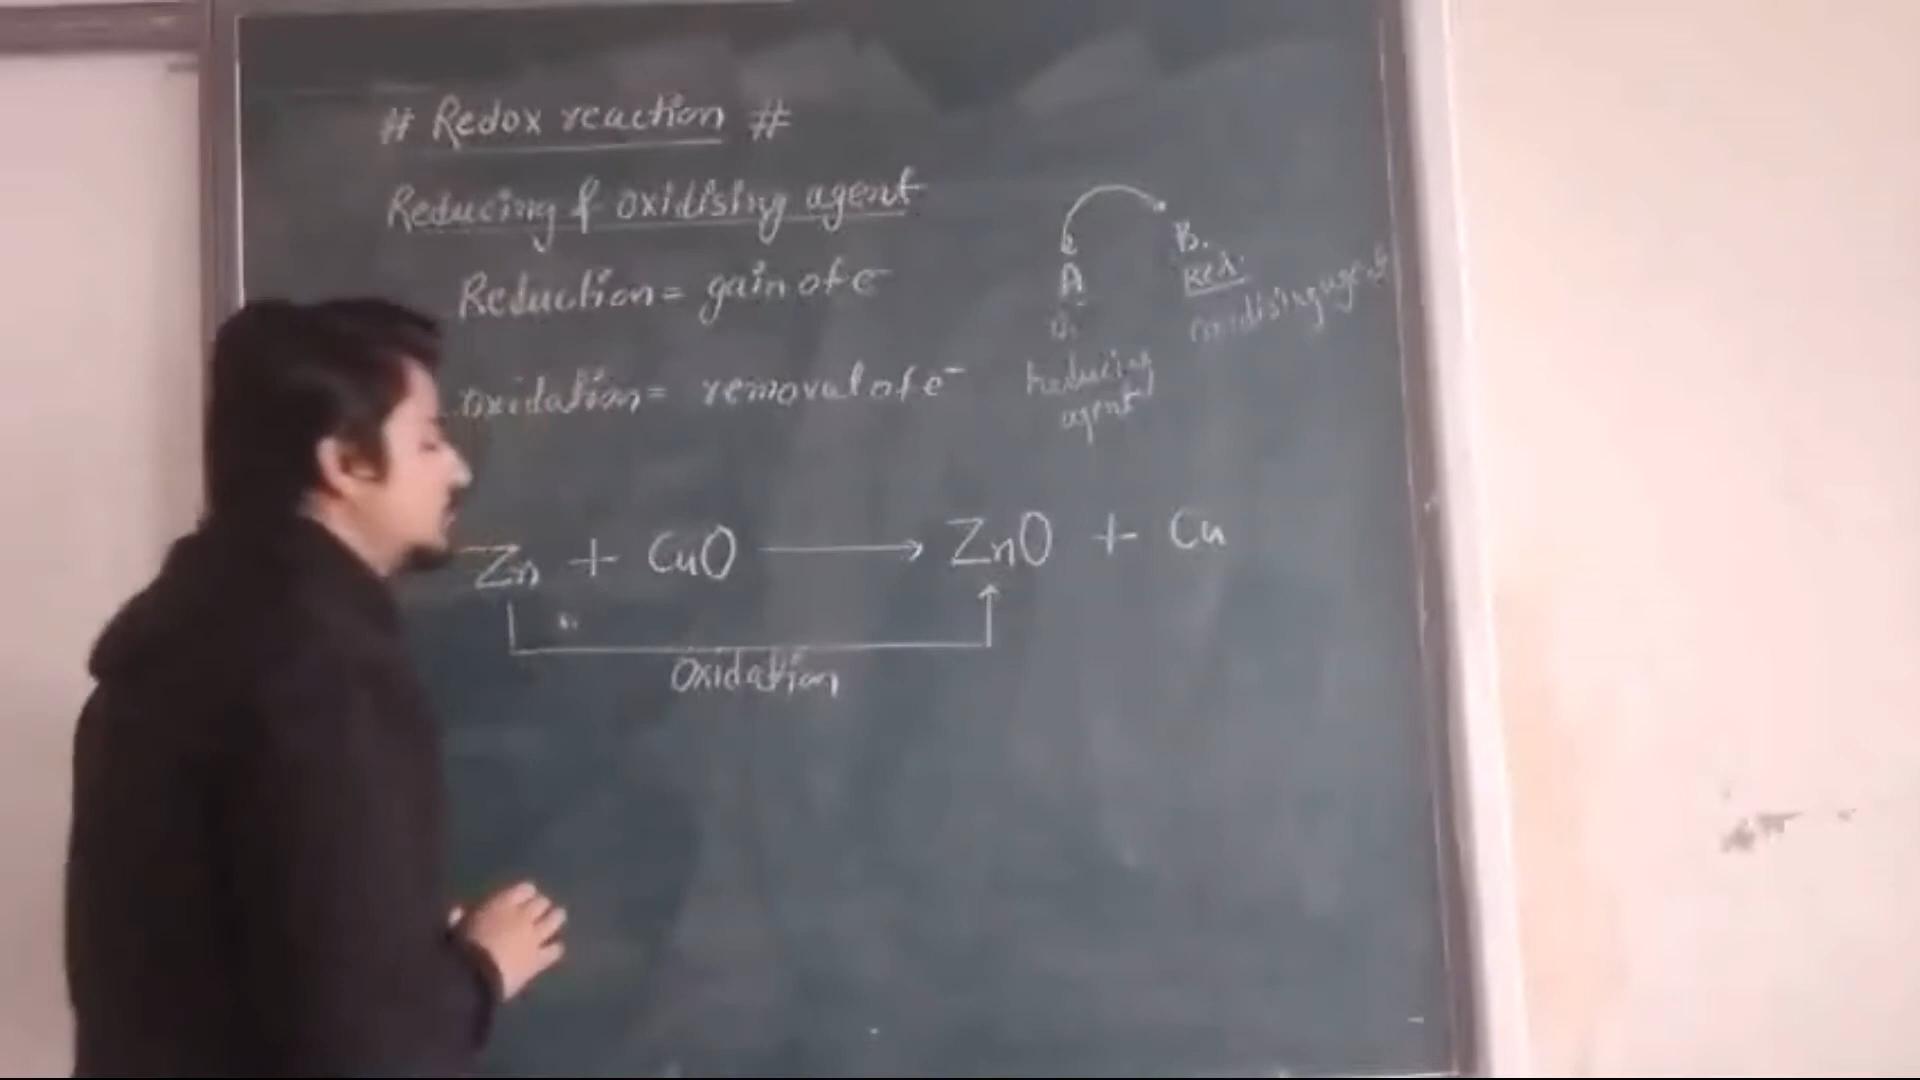 # Redox reaction #
Reducing & oxidising agent
Reduction = gain of e-
oxidation = removal of e-
B.
A
Red.
oxidising agent
reducing
agent
Zn + CuO → ZnO + Cu
Oxidation